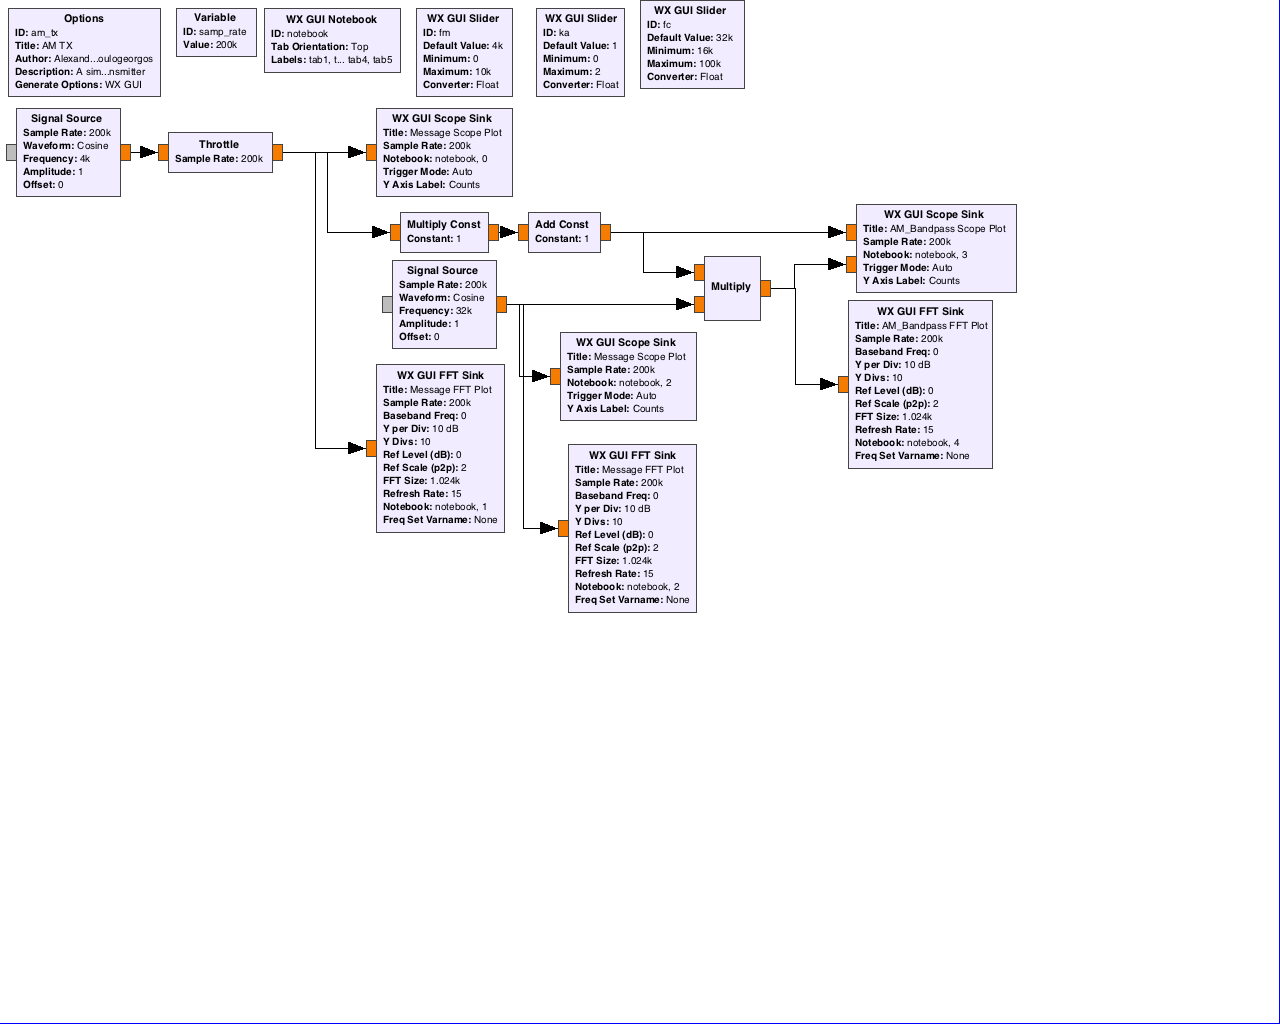 Options
ID: am_tx
Title: AM TX
Author: Alexand...oulogeorgos
Description: A sim...nsmitter
Generate Options: WX GUI
Variable
ID: samp_rate
Value: 200k
WX GUI Notebook
ID: notebook
Tab Orientation: Top
Labels: tab1, t... tab4, tab5
WX GUI Slider
ID: fm
Default Value: 4k
Minimum: 0
Maximum: 10k
Converter: Float
WX GUI Slider
ID: ka
Default Value: 1
Minimum: 0
Maximum: 2
Converter: Float
WX GUI Slider
ID: fc
Default Value: 32k
Minimum: 16k
Maximum: 100k
Converter: Float
Signal Source
Sample Rate: 200k
Waveform: Cosine
Frequency: 4k
Amplitude: 1
Offset: 0
Throttle
Sample Rate: 200k
WX GUI Scope Sink
Title: Message Scope Plot
Sample Rate: 200k
Notebook: notebook, 0
Trigger Mode: Auto
Y Axis Label: Counts
Multiply Const
Constant: 1
Add Const
Constant: 1
WX GUI Scope Sink
Title: AM_Bandpass Scope Plot
Sample Rate: 200k
Notebook: notebook, 3
Trigger Mode: Auto
Y Axis Label: Counts
Signal Source
Sample Rate: 200k
Waveform: Cosine
Frequency: 32k
Amplitude: 1
Offset: 0
Multiply
WX GUI FFT Sink
Title: AM_Bandpass FFT Plot
Sample Rate: 200k
Baseband Freq: 0
Y per Div: 10 dB
Y Divs: 10
Ref Level (dB): 0
Ref Scale (p2p): 2
FFT Size: 1.024k
Refresh Rate: 15
Notebook: notebook, 4
Freq Set Varname: None
WX GUI Scope Sink
Title: Message Scope Plot
Sample Rate: 200k
Notebook: notebook, 2
Trigger Mode: Auto
Y Axis Label: Counts
WX GUI FFT Sink
Title: Message FFT Plot
Sample Rate: 200k
Baseband Freq: 0
Y per Div: 10 dB
Y Divs: 10
Ref Level (dB): 0
Ref Scale (p2p): 2
FFT Size: 1.024k
Refresh Rate: 15
Notebook: notebook, 1
Freq Set Varname: None
WX GUI FFT Sink
Title: Message FFT Plot
Sample Rate: 200k
Baseband Freq: 0
Y per Div: 10 dB
Y Divs: 10
Ref Level (dB): 0
Ref Scale (p2p): 2
FFT Size: 1.024k
Refresh Rate: 15
Notebook: notebook, 2
Freq Set Varname: None